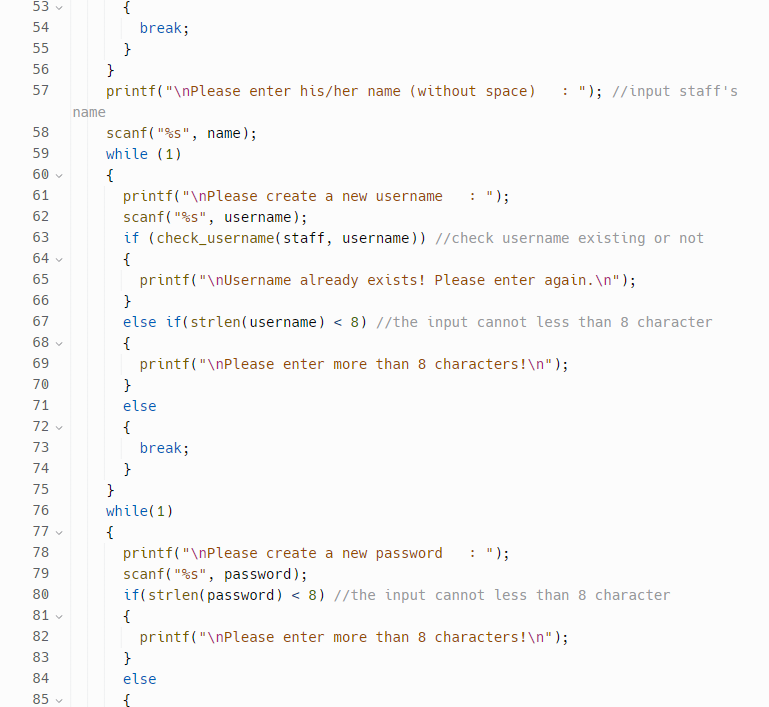 53 {
54 break;
55 }
56 }
57 printf("\nPlease enter his/her name (without space)   : "); //input staff's
name
58 scanf("%s", name);
59 while (1)
60 {
61 printf("\nPlease create a new username   : ");
62 scanf("%s", username);
63 if (check_username(staff, username)) //check username existing or not
64 {
65 printf("\nUsername already exists! Please enter again.\n");
66 }
67 else if(strlen(username) < 8) //the input cannot less than 8 character
68 {
69 printf("\nPlease enter more than 8 characters!\n");
70 }
71 else
72 {
73 break;
74 }
75 }
76 while(1)
77 {
78 printf("\nPlease create a new password   : ");
79 scanf("%s", password);
80 if(strlen(password) < 8) //the input cannot less than 8 character
81 {
82 printf("\nPlease enter more than 8 characters!\n");
83 }
84 else
85 {